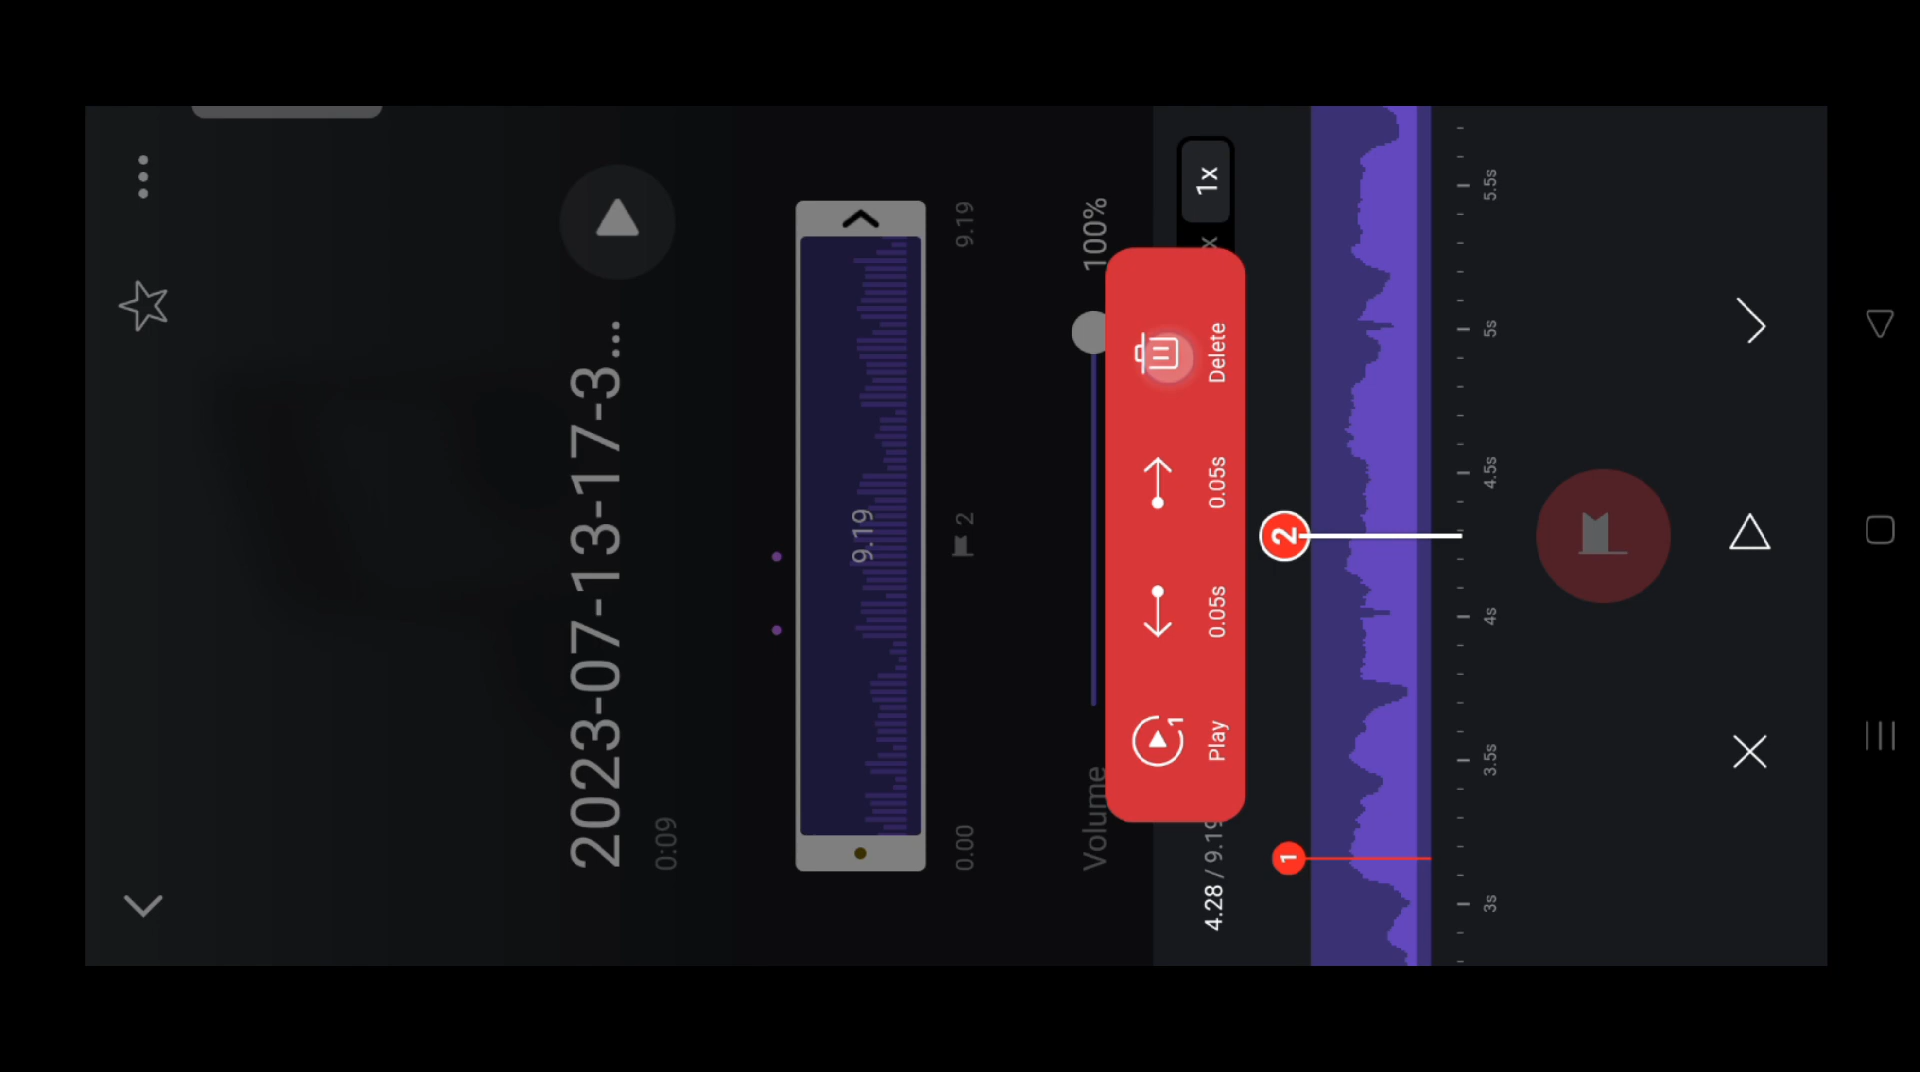 2023-07-13-17-3...
0:09
9.19
0.00
2
9.19
Volume
100%
Play
0.05s
0.05s
Delete
4.28 / 9.19
x
1x
1
2
3s
3.5s
4s
4.5s
5s
5.5s